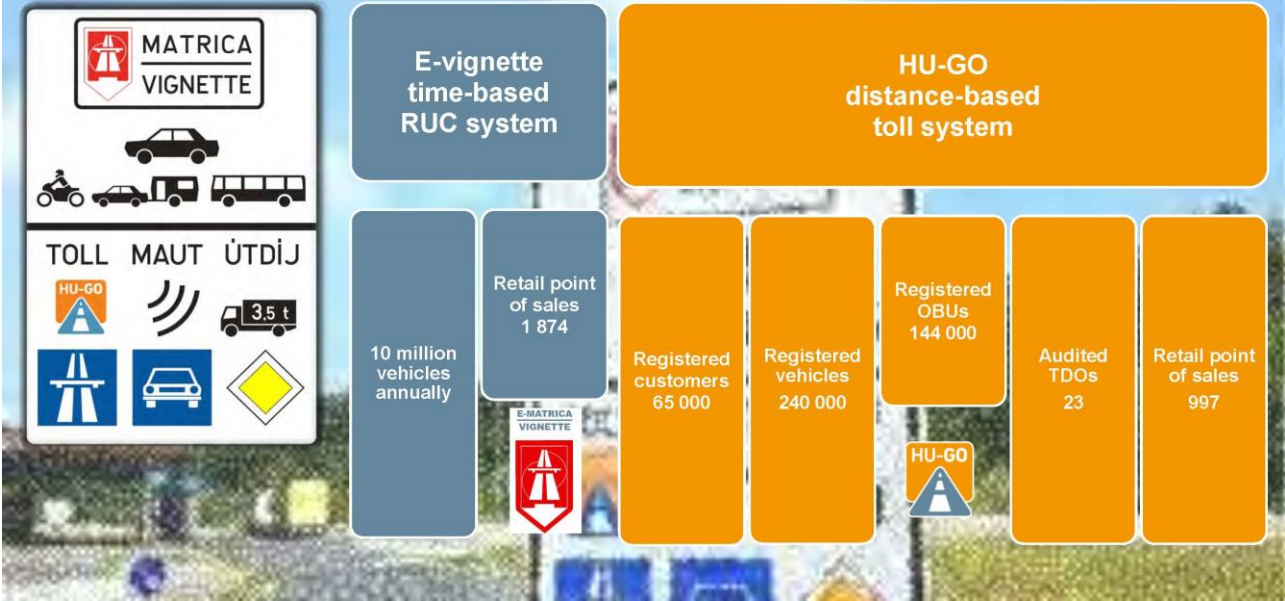 MATRICA
VIGNETTE
TOLL MAUT ÚTDÍJ
HU-GO
3,5 t
E-vignette
time-based
RUC system
HU-GO
distance-based
toll system
10 million
vehicles
annually
Retail point
of sales
1 874
E-MATRICA
VIGNETTE
Registered
customers
65 000
Registered
vehicles
240 000
Registered
OBUs
144 000
HU-GO
Audited
TDOs
23
Retail point
of sales
997